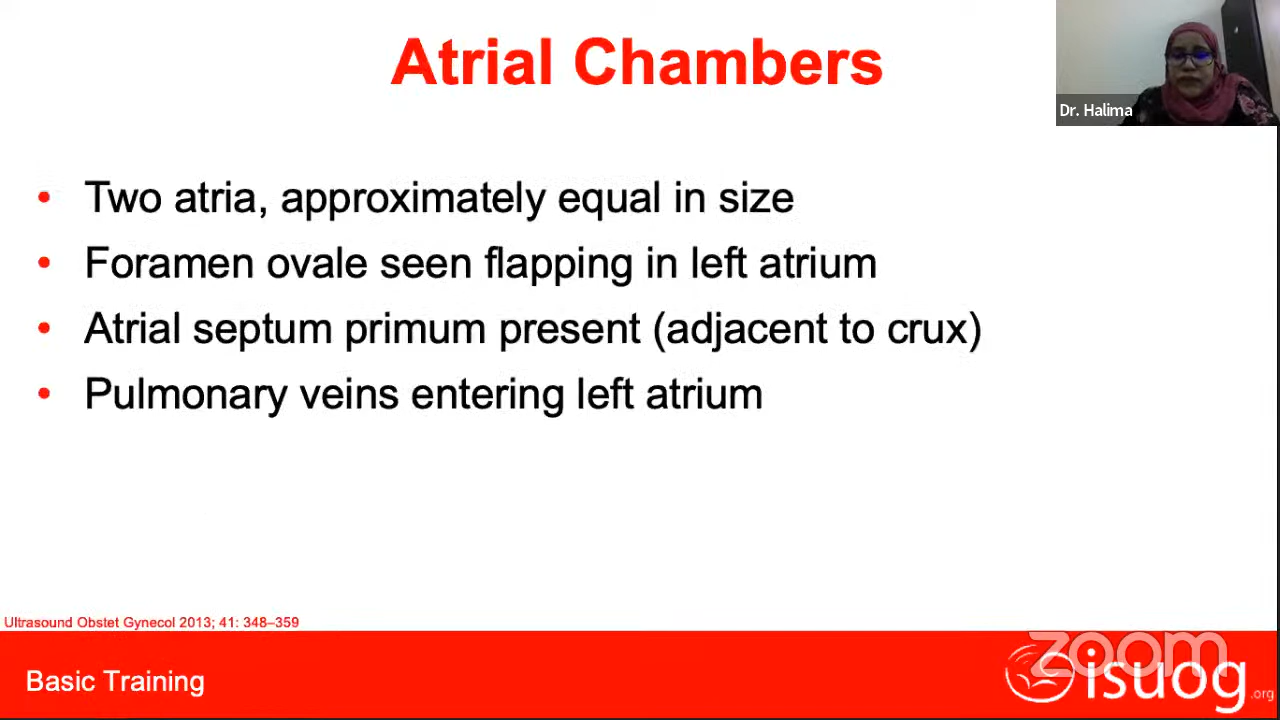 Atrial Chambers
Dr. Halima
• Two atria, approximately equal in size
• Foramen ovale seen flapping in left atrium
• Atrial septum primum present (adjacent to crux)
• Pulmonary veins entering left atrium
Ultrasound Obstet Gynecol 2013; 41: 348–359
Basic Training
zoom
isuog.org